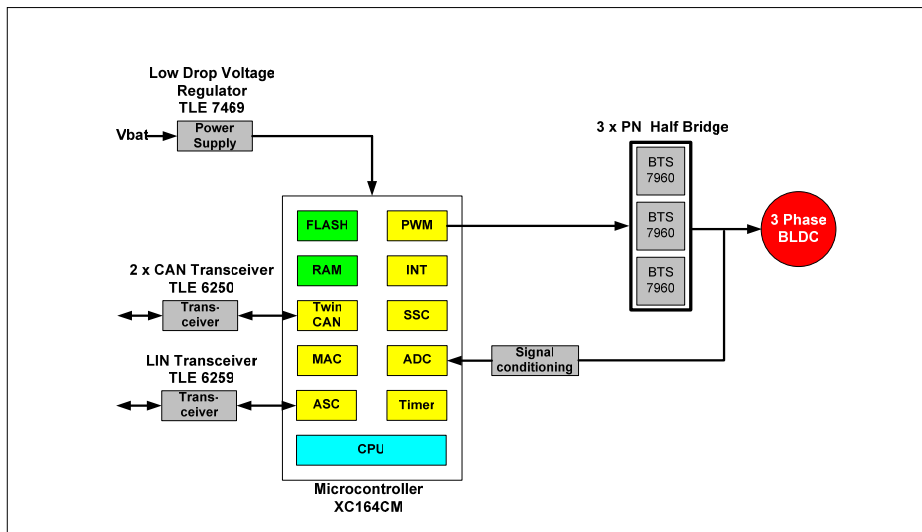 Low Drop Voltage
Regulator
TLE 7469
Vbat
Power
Supply
3 x PN Half Bridge
BTS
7960
BTS
7960
BTS
7960
3 Phase
BLDC
FLASH
PWM
RAM
INT
2 x CAN Transceiver
TLE 6250
Trans-
ceiver
Twin
CAN
SSC
MAC
ADC
Signal
conditioning
LIN Transceiver
TLE 6259
Trans-
ceiver
ASC
Timer
CPU
Microcontroller
XC164CM